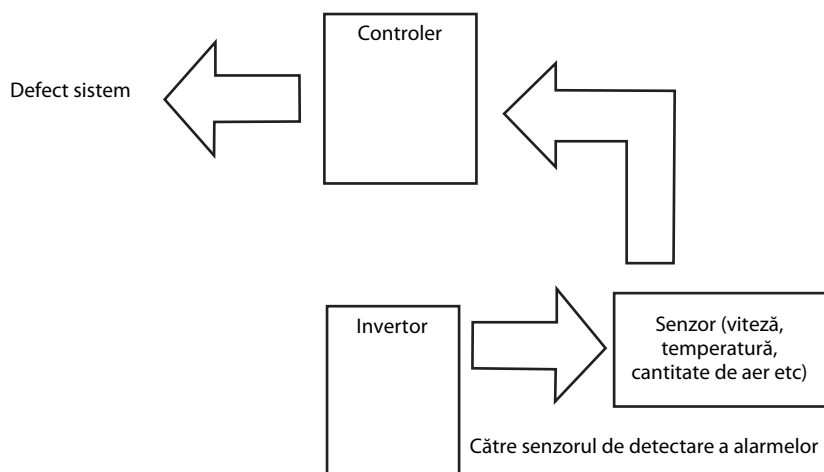 Controler
Defect sistem
Invertor
Senzor (viteză,
temperatură,
cantitate de aer etc)
Către senzorul de detectare a alarmelor